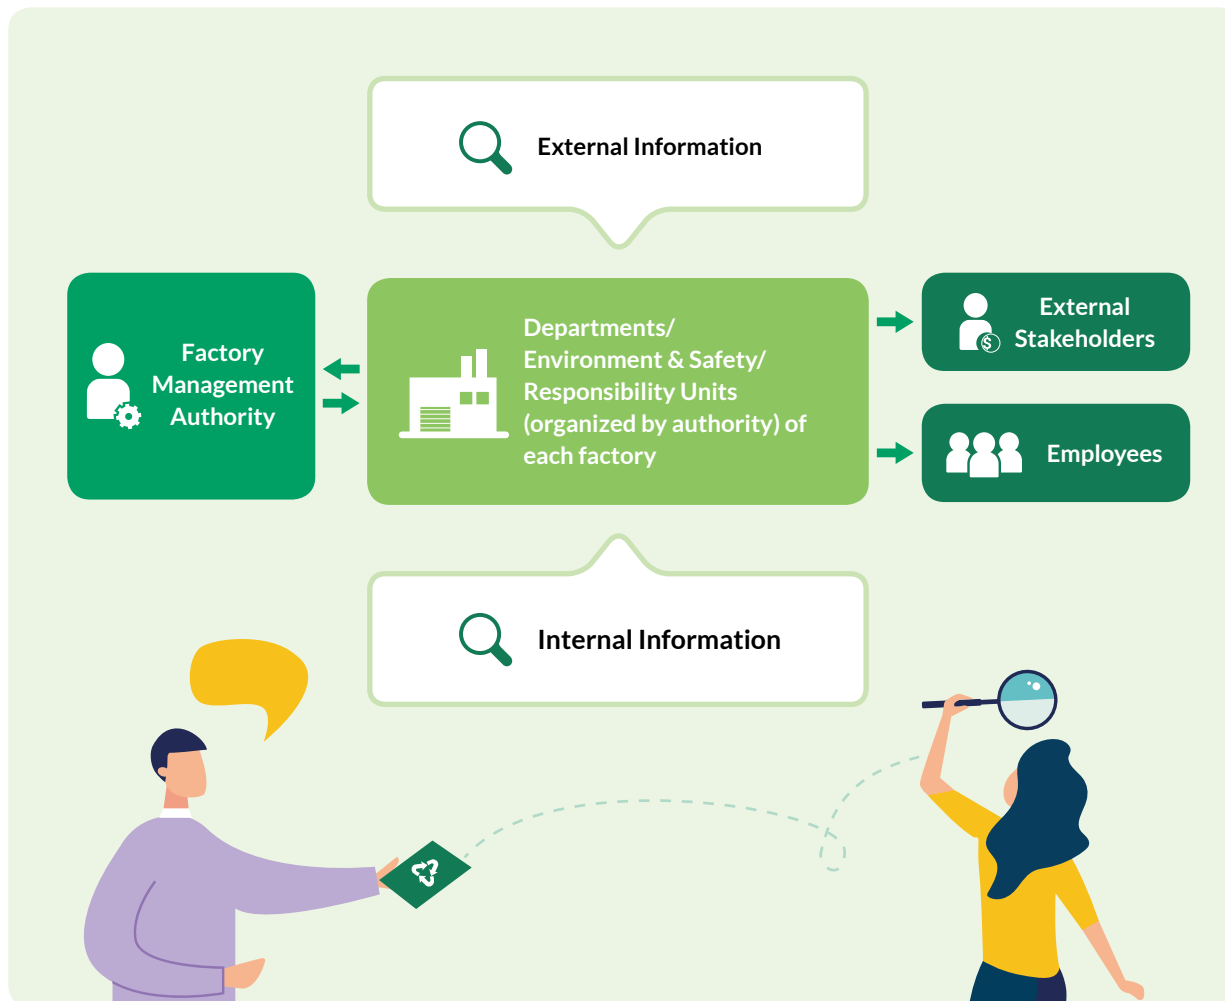 External Information
Factory
Management
Authority
Departments/
Environment & Safety/
Responsibility Units
(organized by authority) of
each factory
External
Stakeholders
$
Employees
Internal Information